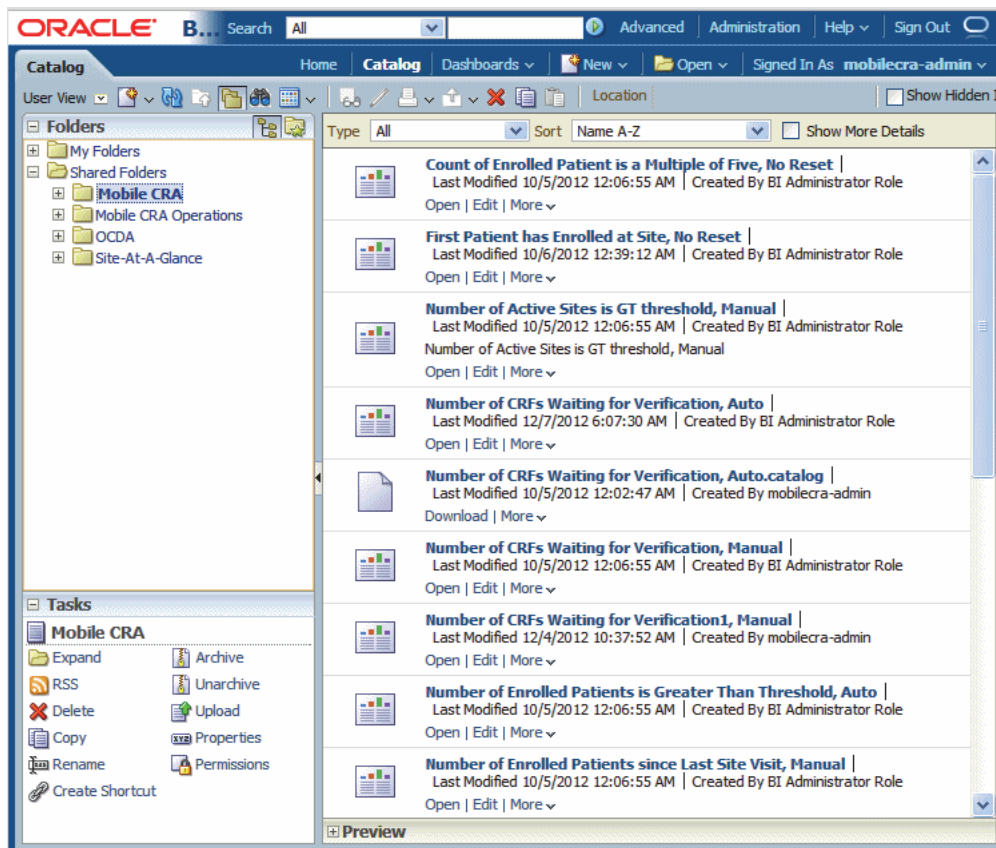 ORACLE® B... Search All Advanced Administration Help Sign Out
Catalog Home Catalog Dashboards New Open Signed In As mobilecra-admin
User View Location Show Hidden I
Folders
My Folders
Shared Folders
Mobile CRA
Mobile CRA Operations
OCDA
Site-At-A-Glance
Tasks
Mobile CRA
Expand Archive
RSS Unarchive
Delete Upload
Copy Properties
Rename Permissions
Create Shortcut
Type All Sort Name A-Z Show More Details
Count of Enrolled Patient is a Multiple of Five, No Reset |
Last Modified 10/5/2012 12:06:55 AM | Created By BI Administrator Role
Open | Edit | More
First Patient has Enrolled at Site, No Reset |
Last Modified 10/6/2012 12:39:12 AM | Created By BI Administrator Role
Open | Edit | More
Number of Active Sites is GT threshold, Manual |
Last Modified 10/5/2012 12:06:55 AM | Created By BI Administrator Role
Number of Active Sites is GT threshold, Manual
Open | Edit | More
Number of CRFs Waiting for Verification, Auto |
Last Modified 12/7/2012 6:07:30 AM | Created By BI Administrator Role
Open | Edit | More
Number of CRFs Waiting for Verification, Auto.catalog |
Last Modified 10/5/2012 12:02:47 AM | Created By mobilecra-admin
Download | More
Number of CRFs Waiting for Verification, Manual |
Last Modified 10/5/2012 12:06:55 AM | Created By BI Administrator Role
Open | Edit | More
Number of CRFs Waiting for Verification1, Manual |
Last Modified 12/4/2012 10:37:52 AM | Created By mobilecra-admin
Open | Edit | More
Number of Enrolled Patients is Greater Than Threshold, Auto |
Last Modified 10/5/2012 12:06:55 AM | Created By BI Administrator Role
Open | Edit | More
Number of Enrolled Patients since Last Site Visit, Manual |
Last Modified 10/5/2012 12:06:55 AM | Created By BI Administrator Role
Open | Edit | More
Preview